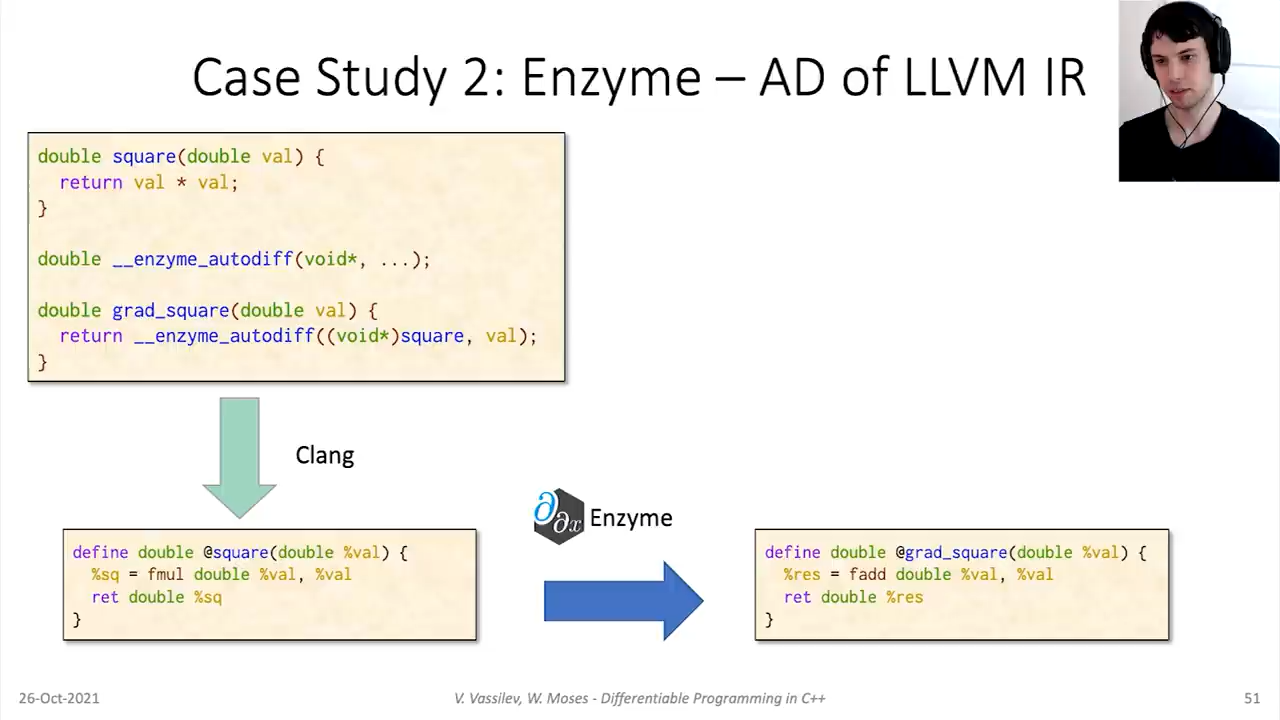 Case Study 2: Enzyme – AD of LLVM IR
double square(double val) {
  return val * val;
}
double __enzyme_autodiff(void*, ...);
double grad_square(double val) {
  return __enzyme_autodiff((void*)square, val);
}
Clang
∂ ∂x Enzyme
define double @square(double %val) {
  %sq = fmul double %val, %val
  ret double %sq
}
define double @grad_square(double %val) {
  %res = fadd double %val, %val
  ret double %res
}
26-Oct-2021
V. Vassilev, W. Moses - Differentiable Programming in C++
51